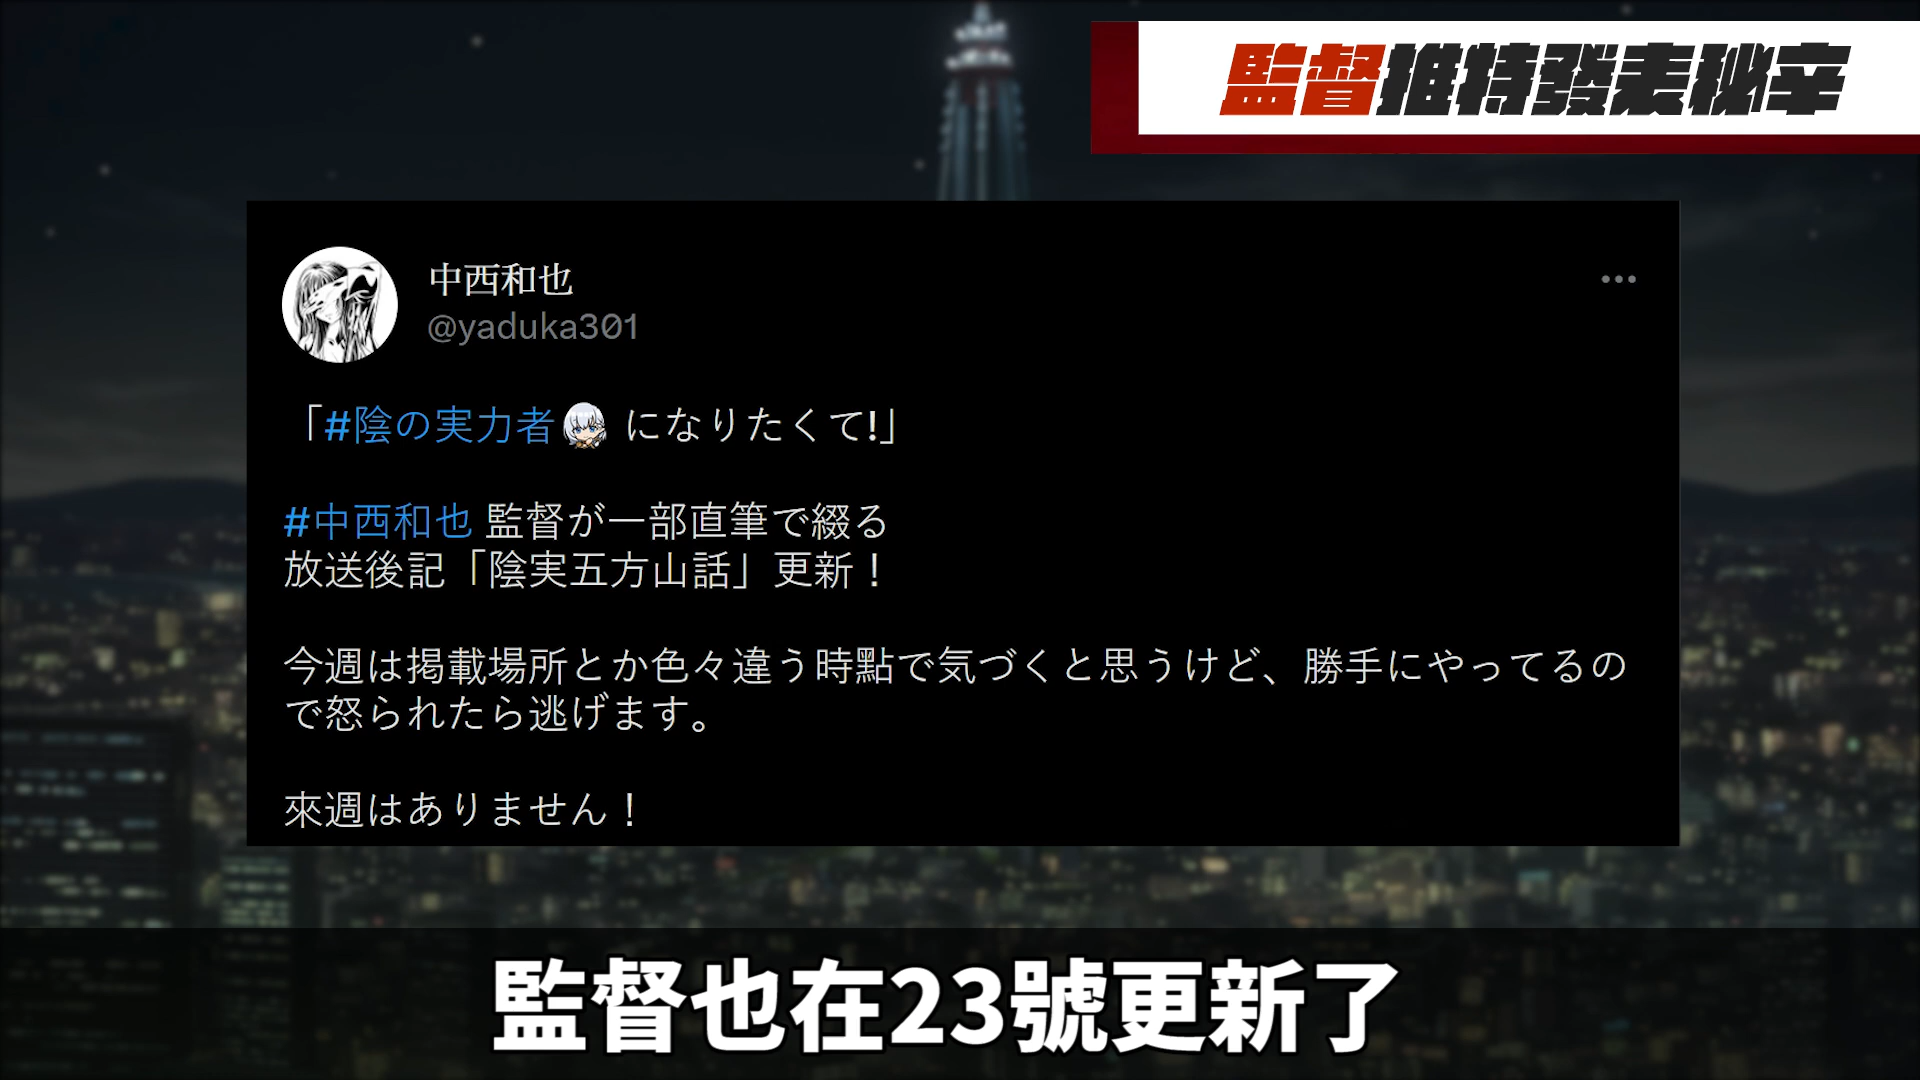 監督推特發表秘辛
中西和也
@yaduka301
「#陰の実力者 になりたくて!」
#中西和也 監督が一部直筆で綴る
放送後記「陰実五方山話」更新！
今週は掲載場所とか色々違う時點で気づくと思うけど、勝手にやってるの
で怒られたら逃げます。
來週はありません！
監督也在23號更新了